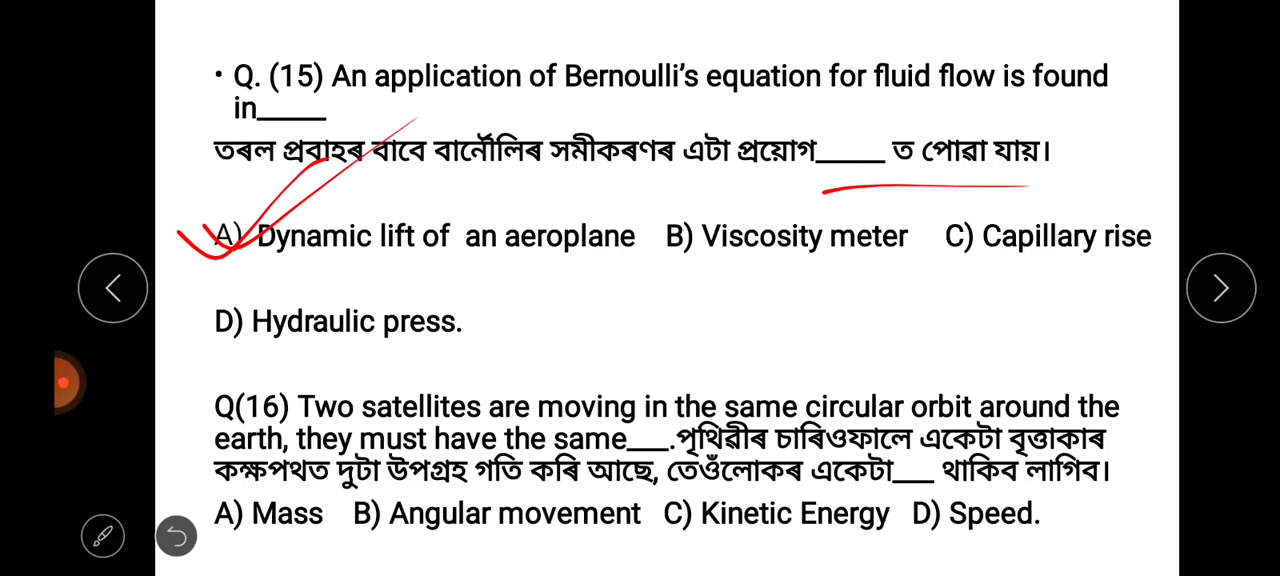 • Q. (15) An application of Bernoulli's equation for fluid flow is found
in_____
তৰল প্ৰবাহৰ বাবে বাৰ্নৌলিৰ সমীকৰণৰ এটা প্ৰয়োগ_____ ত পোৱা যায়।
A) Dynamic lift of an aeroplane B) Viscosity meter C) Capillary rise
D) Hydraulic press.
Q(16) Two satellites are moving in the same circular orbit around the
earth, they must have the same___.পৃথিৱীৰ চাৰিওফালে একেটা বৃত্তাকাৰ
কক্ষপথত দুটা উপগ্ৰহ গতি কৰি আছে, তেওঁলোকৰ একেটা___ থাকিব লাগিব।
A) Mass B) Angular movement C) Kinetic Energy D) Speed.